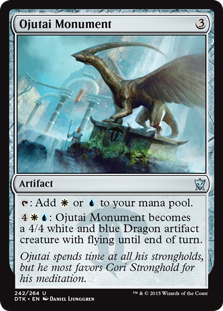 Ojutai Monument 3
Artifact
: Add or to your mana pool.
4 : Ojutai Monument becomes
a 4/4 white and blue Dragon artifact
creature with flying until end of turn.
Ojutai spends time at all his strongholds,
but he most favors Cori Stronghold for
his meditation.
242/264 U
DTK • EN Daniel Ljunggren
™ & © 2015 Wizards of the Coast